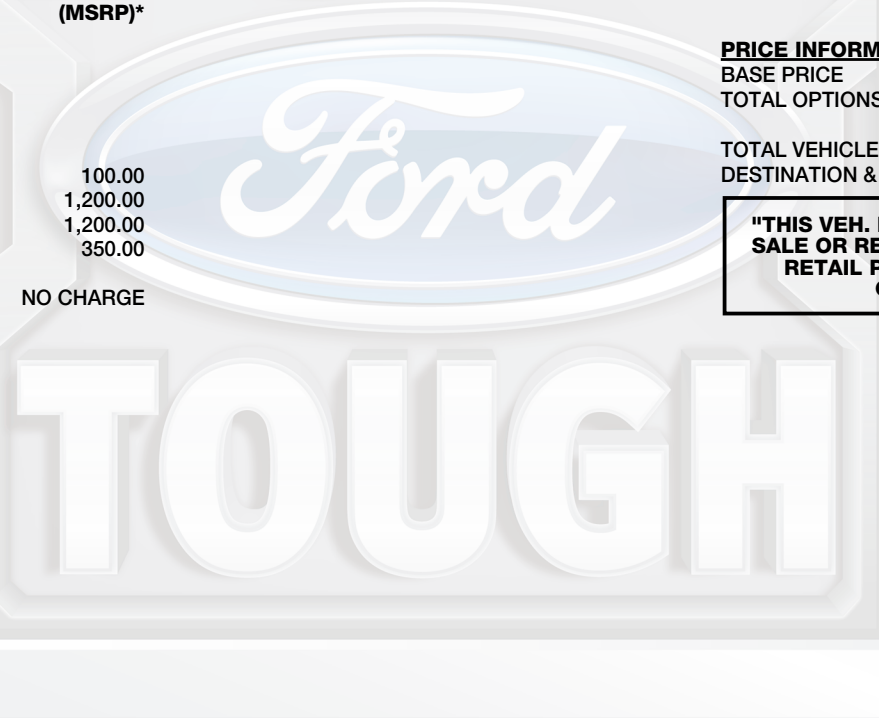 (MSRP)*
100.00
1,200.00
1,200.00
350.00
NO CHARGE
PRICE INFORM
BASE PRICE
TOTAL OPTIONS
TOTAL VEHICLE
DESTINATION &
"THIS VEH.
SALE OR RE
RETAIL P
Ford
TOUGH